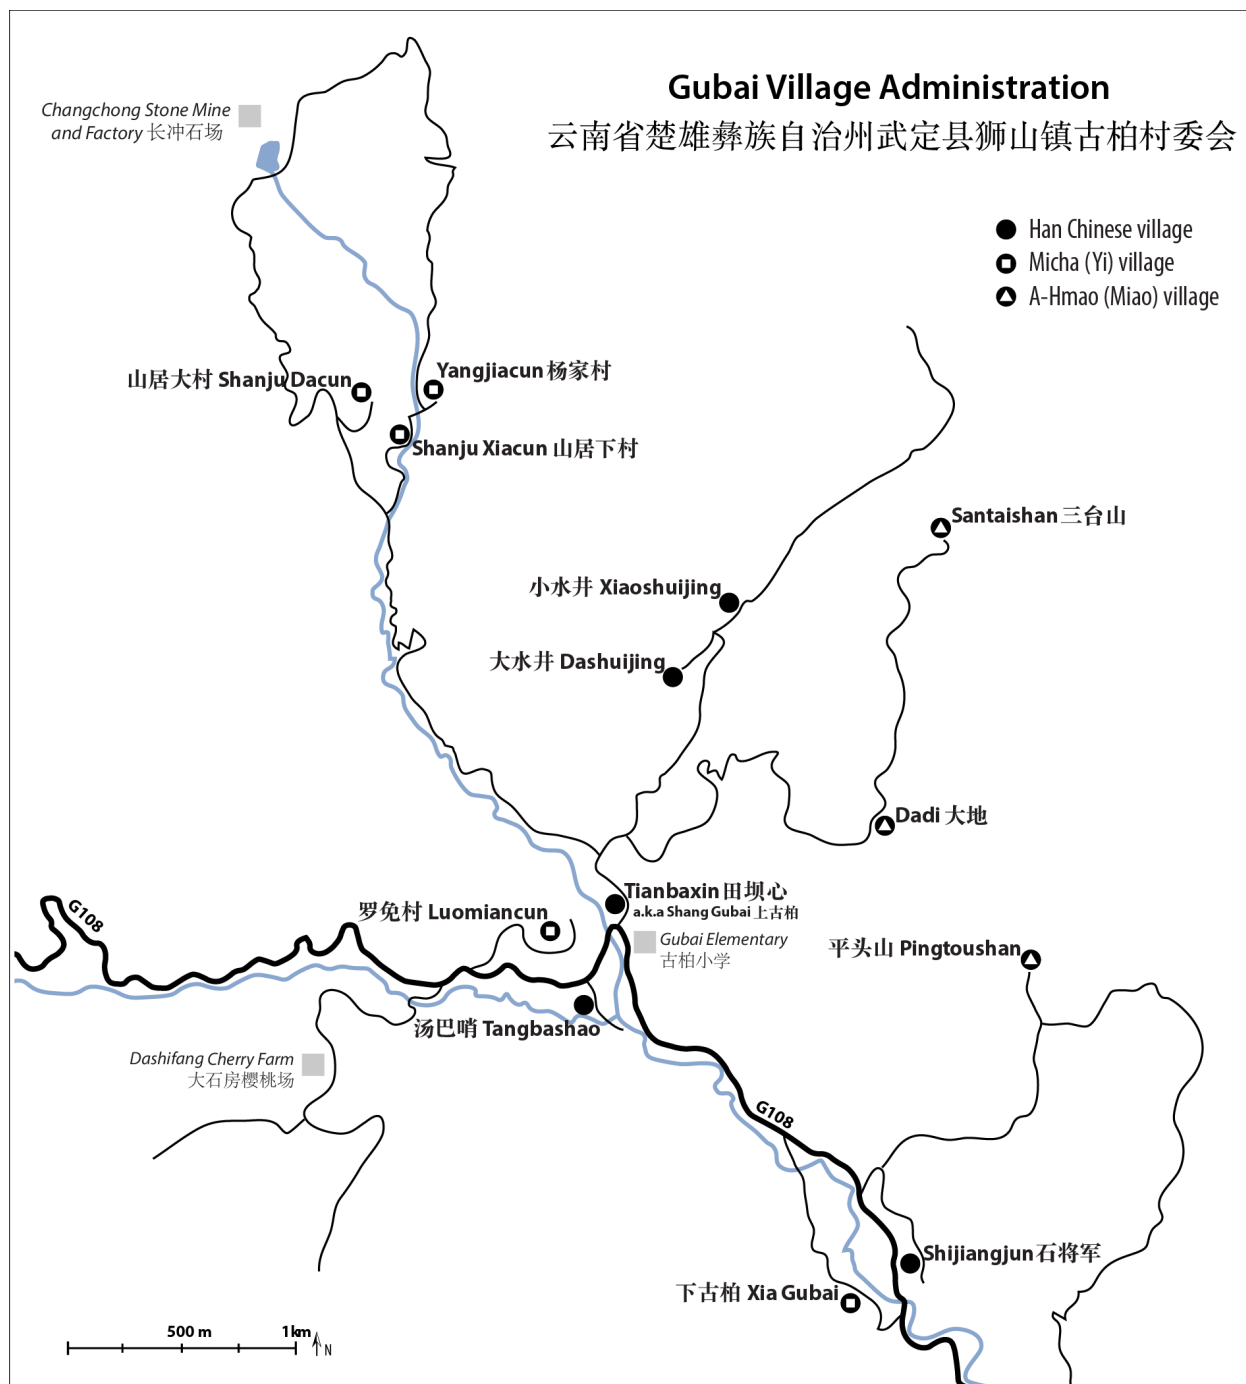 Gubai Village Administration
云南省楚雄彝族自治州武定县狮山镇古柏村委会
Changchong Stone Mine
and Factory 长冲石场
Han Chinese village
Micha (Yi) village
A-Hmao (Miao) village
Yangjiacun 杨家村
山居大村 Shanju Dacun
Shanju Xiacun 山居下村
Santaishan 三台山
小水井 Xiaoshuijing
大水井 Dashuijing
Dadi 大地
Tianbaxin 田坝心
a.k.a Shang Gubai 上古柏
G108
罗免村 Luomiancun
Gubai Elementary
古柏小学
平头山 Pingtoushan
汤巴哨 Tangbashao
Dashifang Cherry Farm
大石房樱桃场
G108
Shijiangjun 石将军
下古柏 Xia Gubai
500 m
1km
N